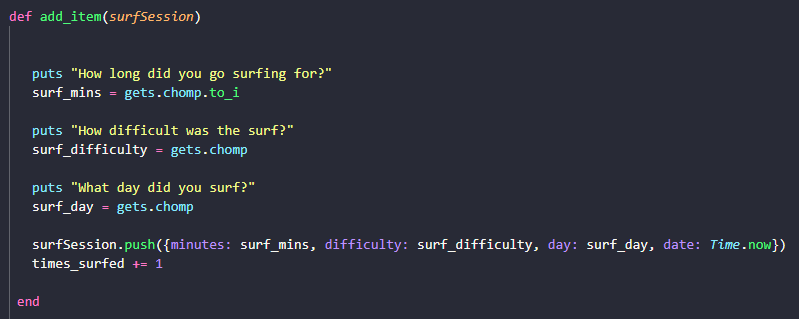 def add_item(surfSession)
puts "How long did you go surfing for?"
surf_mins = gets.chomp.to_i
puts "How difficult was the surf?"
surf_difficulty = gets.chomp
puts "What day did you surf?"
surf_day = gets.chomp
surfSession.push({minutes: surf_mins, difficulty: surf_difficulty, day: surf_day, date: Time.now})
times_surfed += 1
end